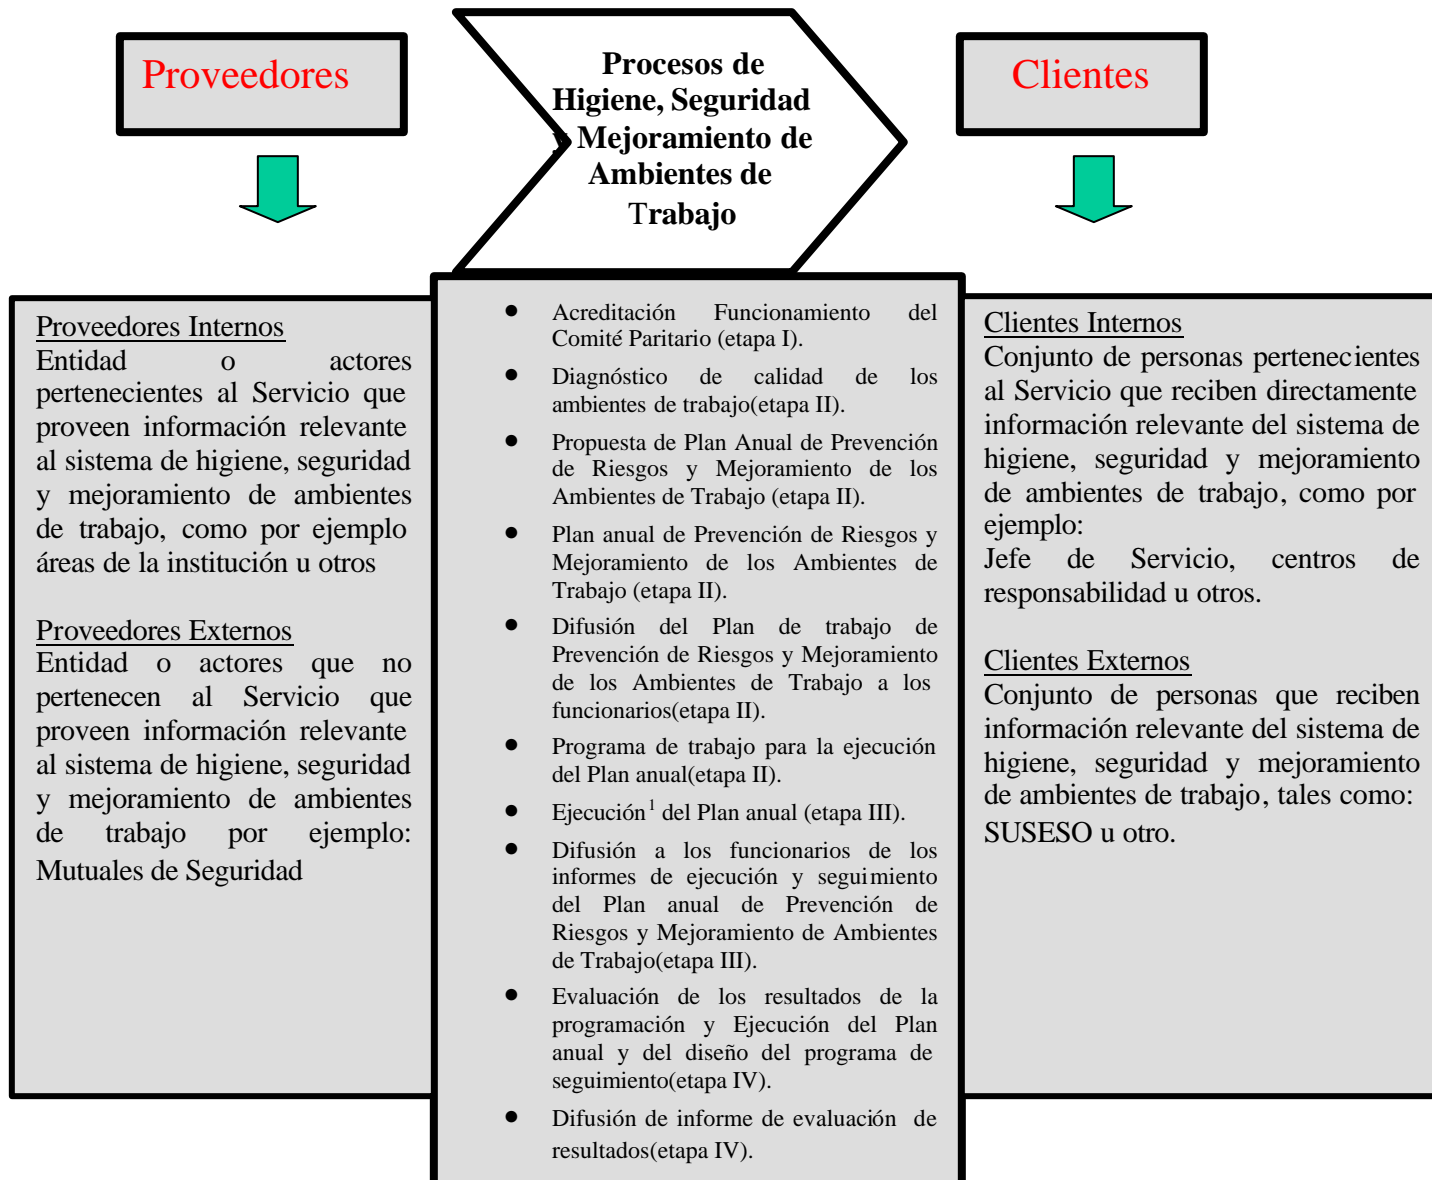 Proveedores
Procesos de
Higiene, Seguridad
y Mejoramiento de
Ambientes de
Trabajo
Clientes
Proveedores Internos
Entidad o actores
pertenecientes al Servicio que
proveen información relevante
al sistema de higiene, seguridad
y mejoramiento de ambientes
de trabajo, como por ejemplo
áreas de la institución u otros
Proveedores Externos
Entidad o actores que no
pertenecen al Servicio que
proveen información relevante
al sistema de higiene, seguridad
y mejoramiento de ambientes
de trabajo por ejemplo:
Mutuales de Seguridad
• Acreditación Funcionamiento del
Comité Paritario (etapa I).
• Diagnóstico de calidad de los
ambientes de trabajo(etapa II).
• Propuesta de Plan Anual de Prevención
de Riesgos y Mejoramiento de los
Ambientes de Trabajo (etapa II).
• Plan anual de Prevención de Riesgos y
Mejoramiento de los Ambientes de
Trabajo (etapa II).
• Difusión del Plan de trabajo de
Prevención de Riesgos y Mejoramiento
de los Ambientes de Trabajo a los
funcionarios(etapa II).
• Programa de trabajo para la ejecución
del Plan anual(etapa II).
• Ejecución1 del Plan anual (etapa III).
• Difusión a los funcionarios de los
informes de ejecución y seguimiento
del Plan anual de Prevención de
Riesgos y Mejoramiento de Ambientes
de Trabajo(etapa III).
• Evaluación de los resultados de la
programación y Ejecución del Plan
anual y del diseño del programa de
seguimiento(etapa IV).
• Difusión de informe de evaluación de
resultados(etapa IV).
Clientes Internos
Conjunto de personas pertenecientes
al Servicio que reciben directamente
información relevante del sistema de
higiene, seguridad y mejoramiento
de ambientes de trabajo, como por
ejemplo:
Jefe de Servicio, centros de
responsabilidad u otros.
Clientes Externos
Conjunto de personas que reciben
información relevante del sistema de
higiene, seguridad y mejoramiento
de ambientes de trabajo, tales como:
SUSESO u otro.